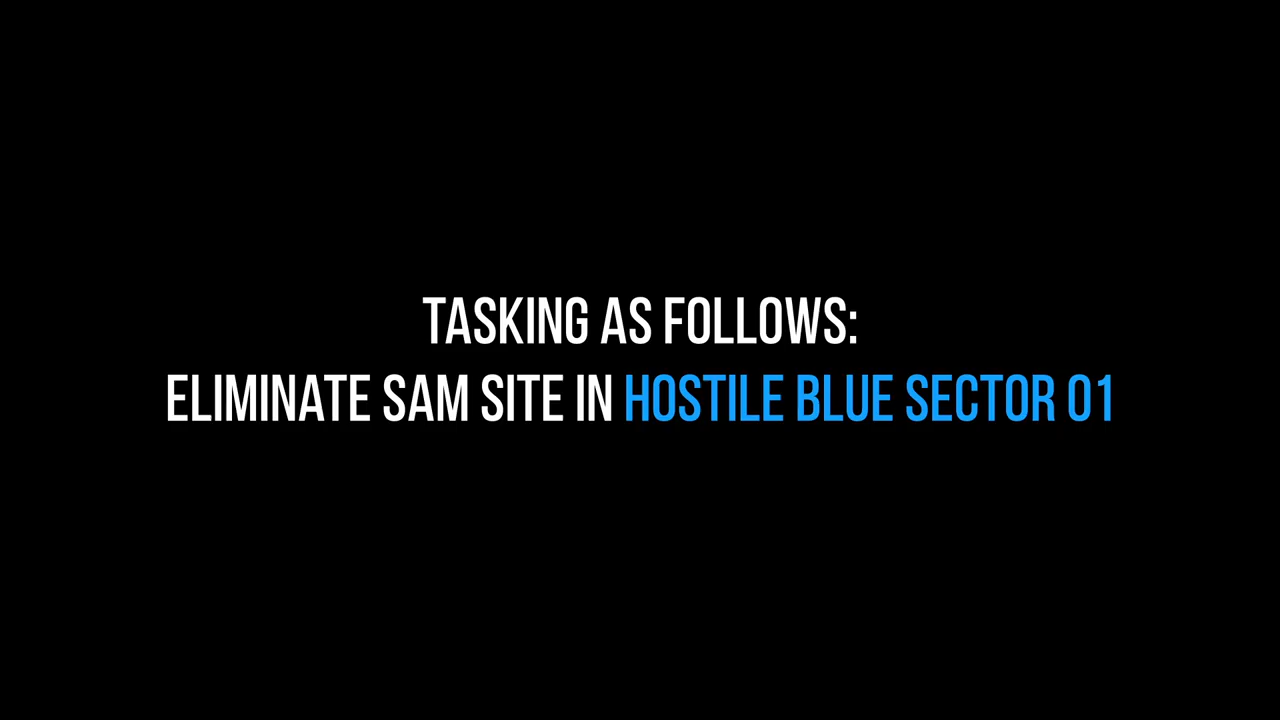 TASKING AS FOLLOWS:
ELIMINATE SAM SITE IN HOSTILE BLUE SECTOR 01